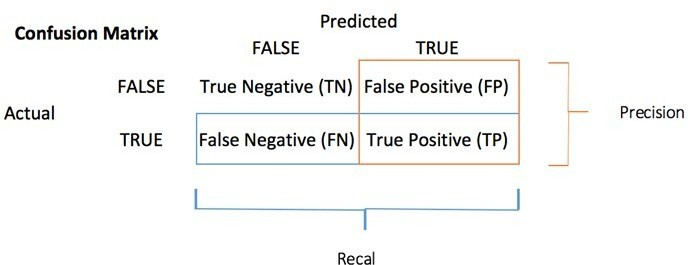 Confusion Matrix
Predicted
FALSE TRUE
FALSE True Negative (TN) False Positive (FP)
Actual
Precision
TRUE False Negative (FN) True Positive (TP)
Recal